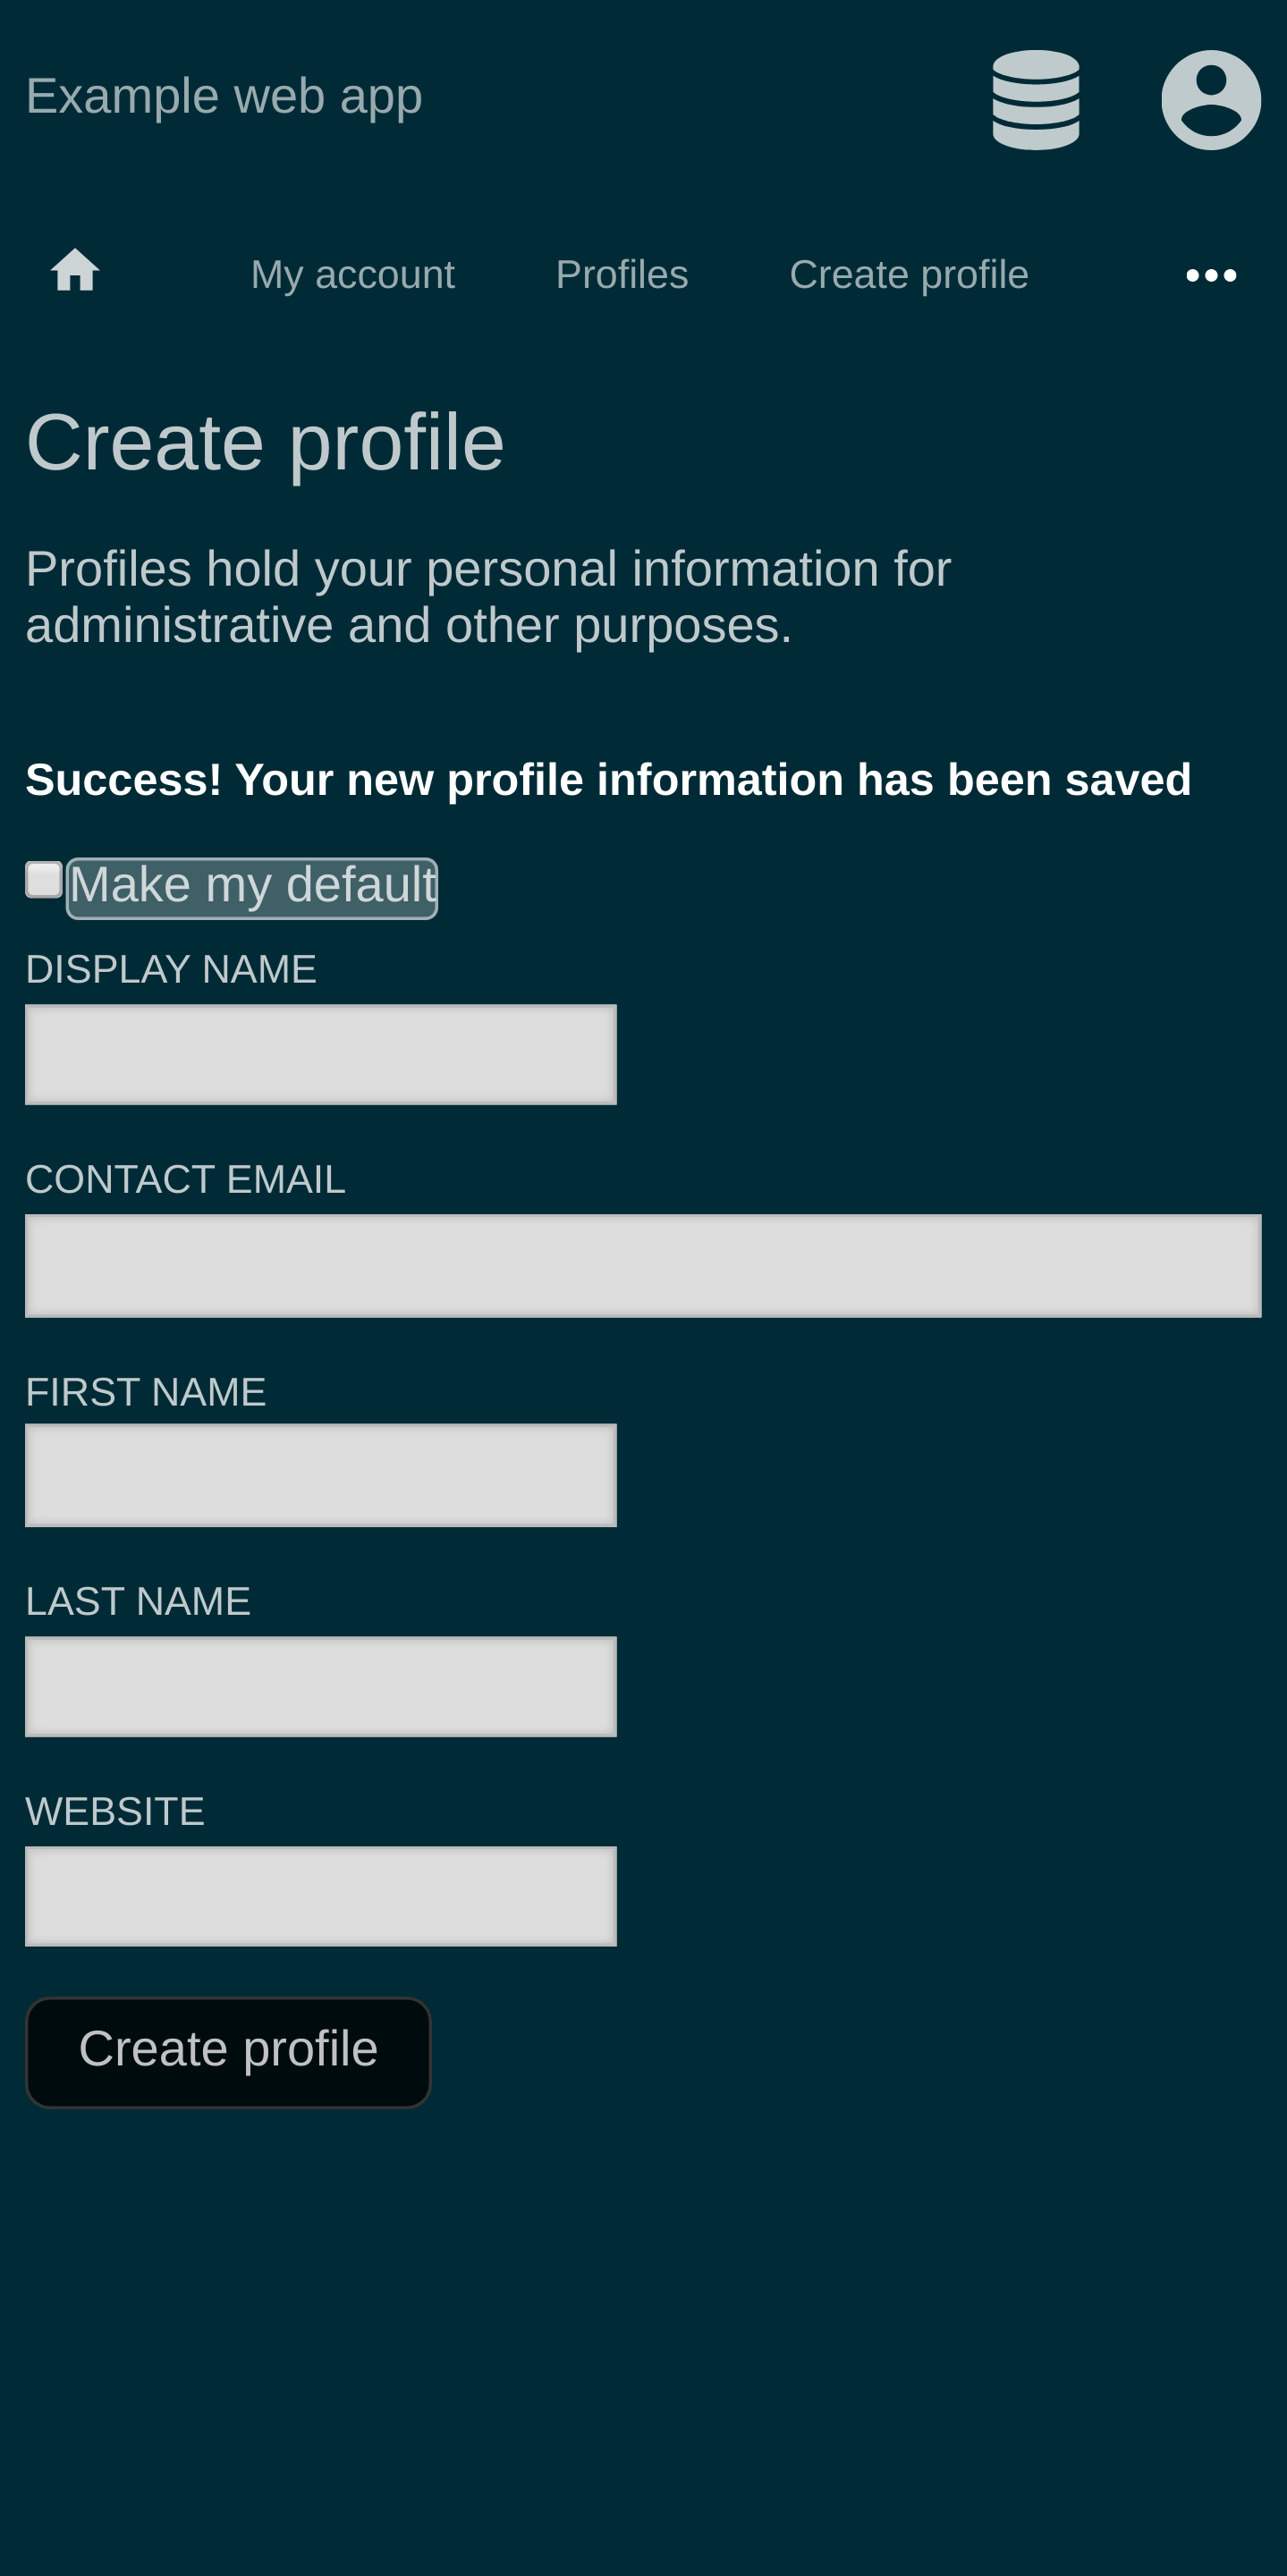 Example web app
My account Profiles Create profile
Create profile
Profiles hold your personal information for
administrative and other purposes.
Success! Your new profile information has been saved
Make my default
DISPLAY NAME
CONTACT EMAIL
FIRST NAME
LAST NAME
WEBSITE
Create profile